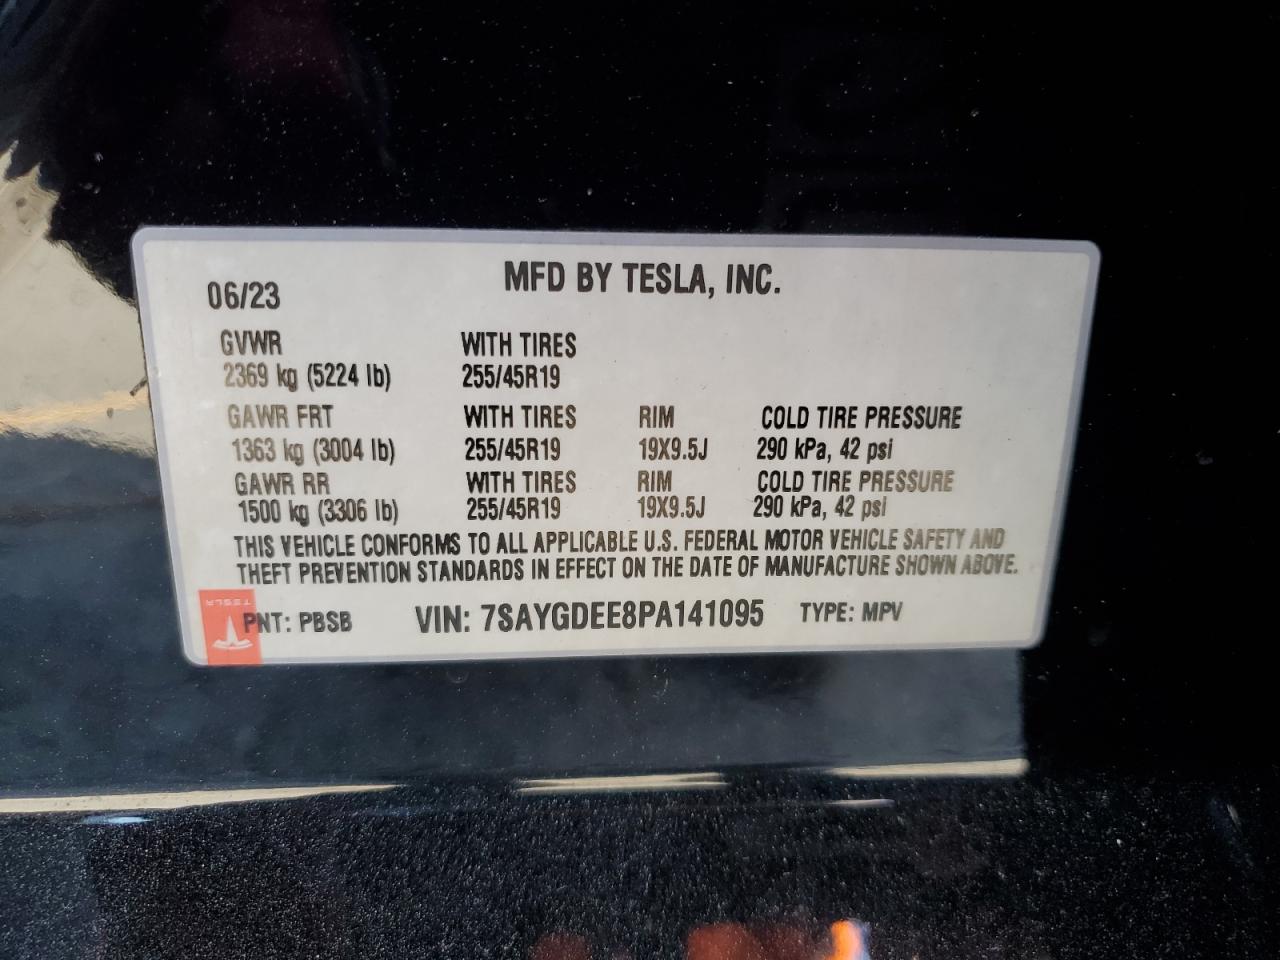 MFD BY TESLA, INC.
06/23
GVWR WITH TIRES
2369 kg (5224 lb) 255/45R19
GAWR FRT WITH TIRES RIM COLD TIRE PRESSURE
1363 kg (3004 lb) 255/45R19 19X9.5J 290 kPa, 42 psi
GAWR RR WITH TIRES RIM COLD TIRE PRESSURE
1500 kg (3306 lb) 255/45R19 19X9.5J 290 kPa, 42 psi
THIS VEHICLE CONFORMS TO ALL APPLICABLE U.S. FEDERAL MOTOR VEHICLE SAFETY AND
THEFT PREVENTION STANDARDS IN EFFECT ON THE DATE OF MANUFACTURE SHOWN ABOVE.
TESLA
PNT: PBSB VIN: 7SAYGDEE8PA141095 TYPE: MPV